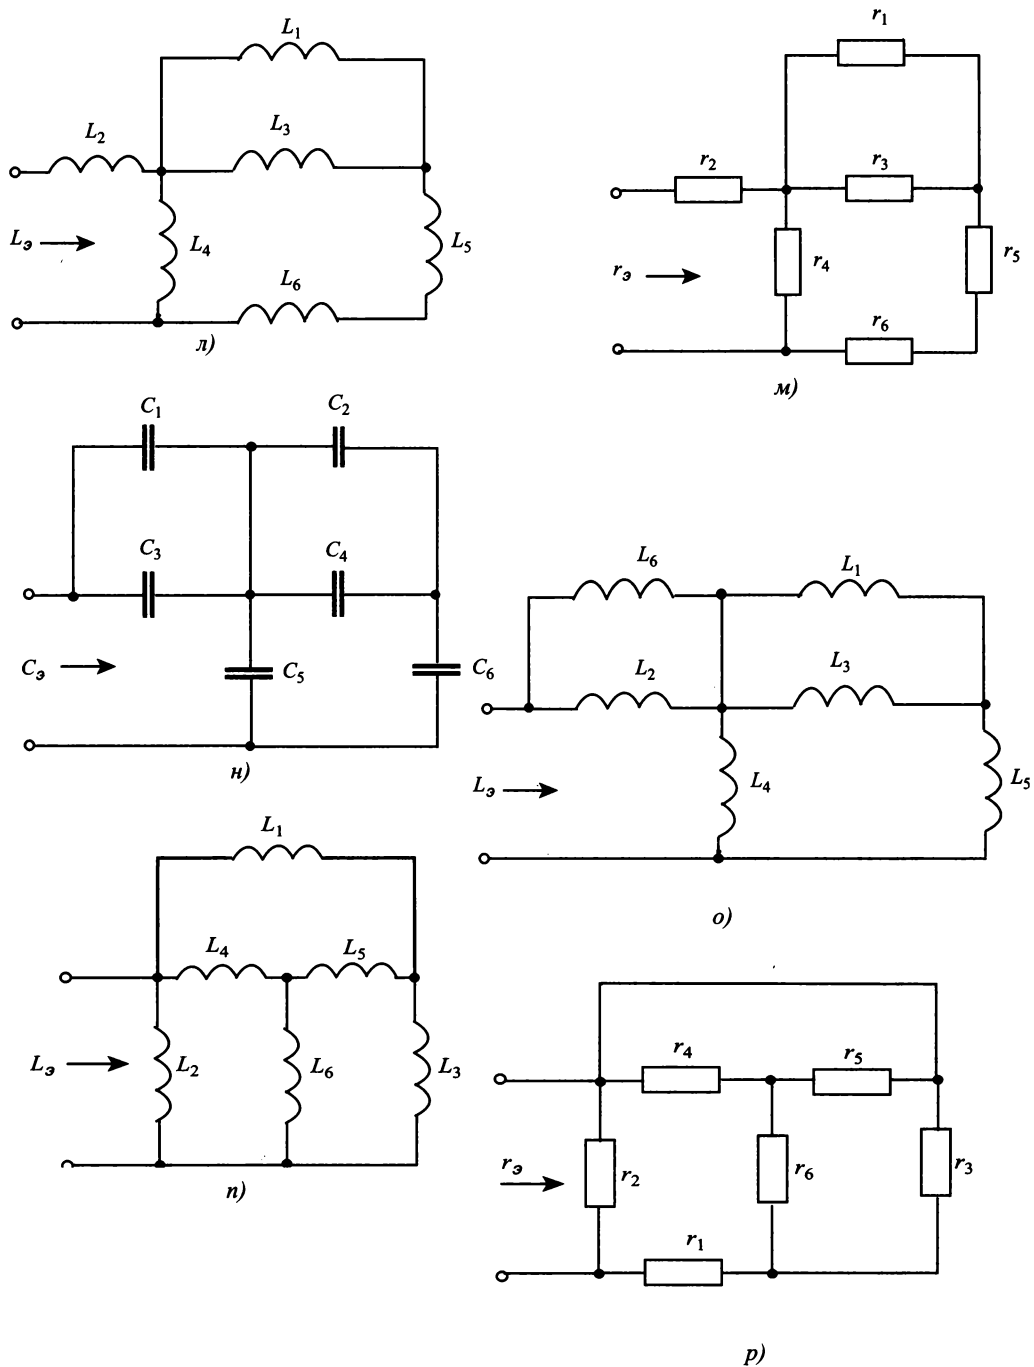 L₁
L₂
L₃
Lэ
L₄
L₅
L₆
л)
r₁
r₂
r₃
rэ
r₄
r₅
r₆
м)
C₁
C₂
C₃
C₄
Cэ
C₅
C₆
н)
L₆
L₁
L₂
L₃
Lэ
L₄
L₅
о)
L₁
L₄
L₅
Lэ
L₂
L₆
L₃
п)
r₄
r₅
rэ
r₂
r₆
r₃
r₁
р)